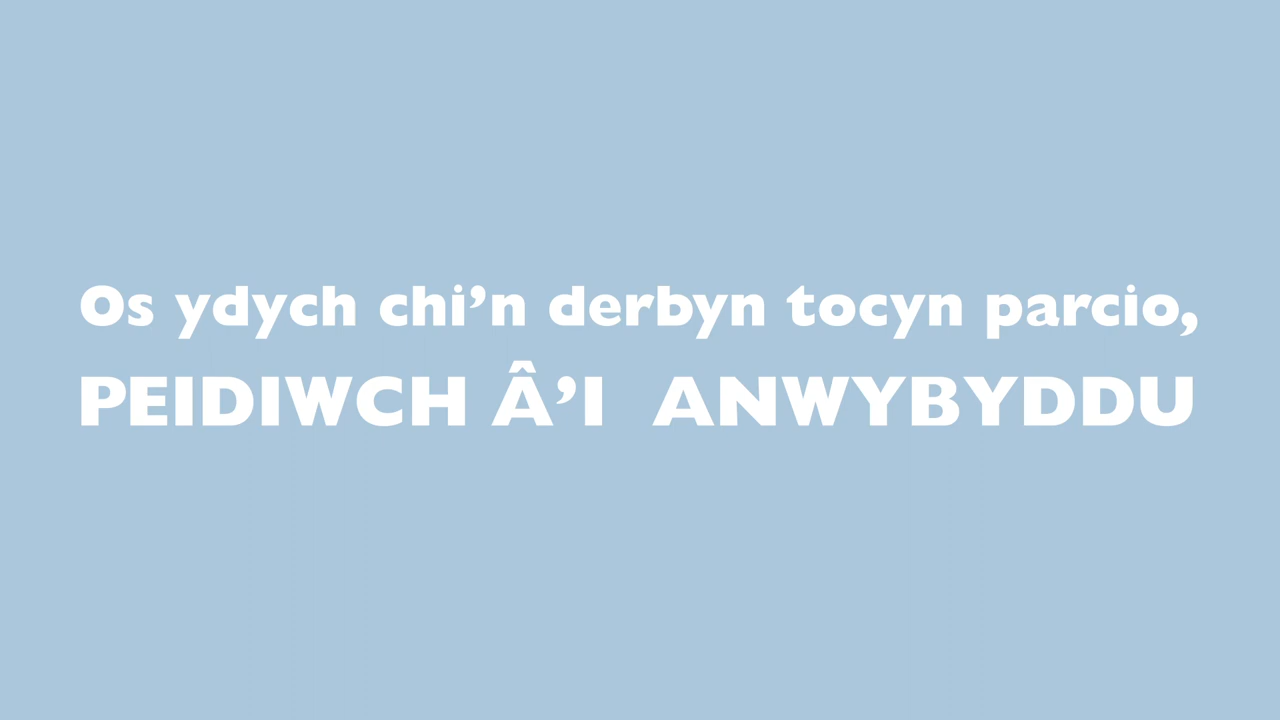 Os ydych chi’n derbyn tocyn parcio,
PEIDIWCH Â’I  ANWYBYDDU